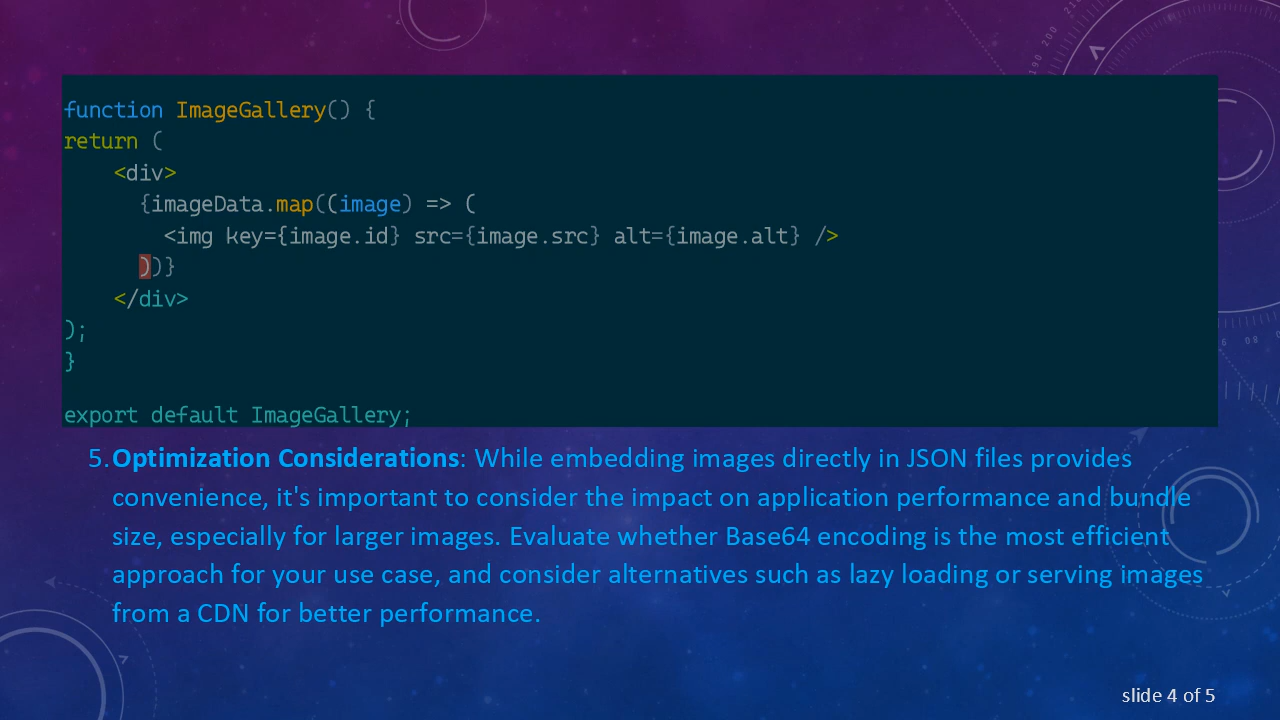 function ImageGallery() {
return (
    <div>
      {imageData.map((image) => (
        <img key={image.id} src={image.src} alt={image.alt} />
      ))}
    </div>
);
}

export default ImageGallery;
5. Optimization Considerations: While embedding images directly in JSON files provides
convenience, it's important to consider the impact on application performance and bundle
size, especially for larger images. Evaluate whether Base64 encoding is the most efficient
approach for your use case, and consider alternatives such as lazy loading or serving images
from a CDN for better performance.
slide 4 of 5